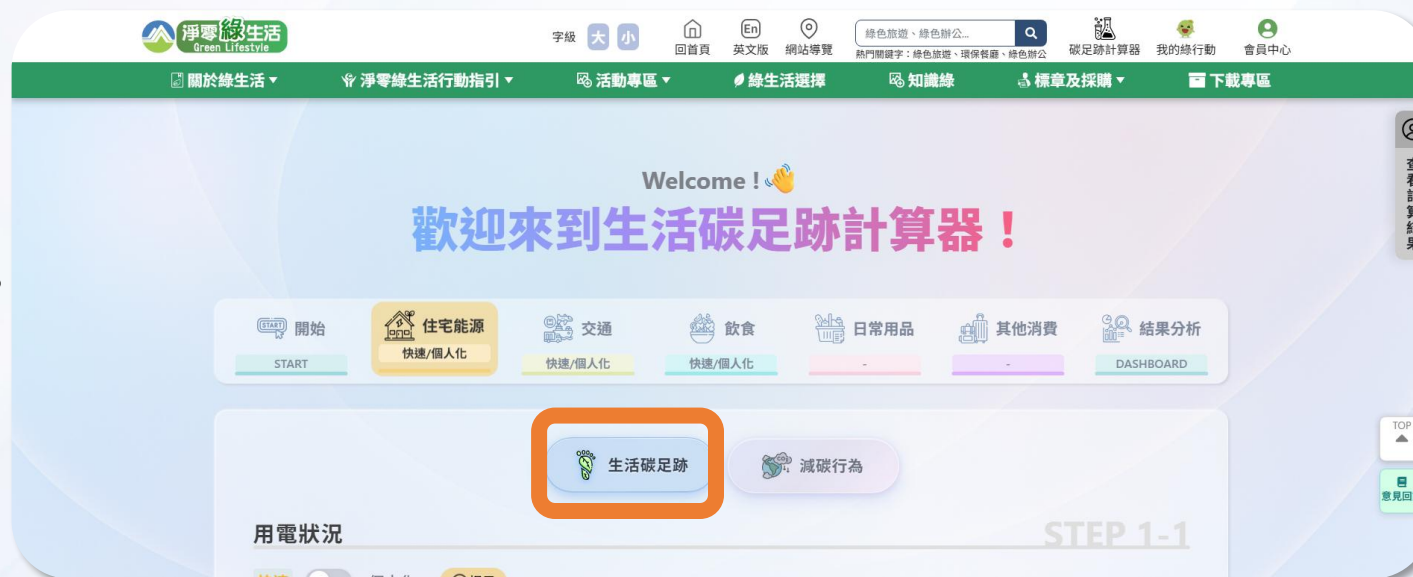 淨零綠生活
Green Lifestyle
字級 大 小
回首頁
En
英文版
網站導覽
綠色旅遊、綠色辦公...
熱門關鍵字：綠色旅遊、環保餐廳、綠色辦公
碳足跡計算器
我的綠行動
會員中心
關於綠生活 ▾
淨零綠生活行動指引 ▾
活動專區 ▾
綠生活選擇
知識綠
標章及採購 ▾
下載專區
Welcome !
歡迎來到生活碳足跡計算器！
START 開始
START
住宅能源
快速/個人化
交通
快速/個人化
飲食
快速/個人化
日常用品
-
其他消費
-
結果分析
DASHBOARD
生活碳足跡
減碳行為
用電狀況
STEP 1-1
查看計算結果
TOP
意見回